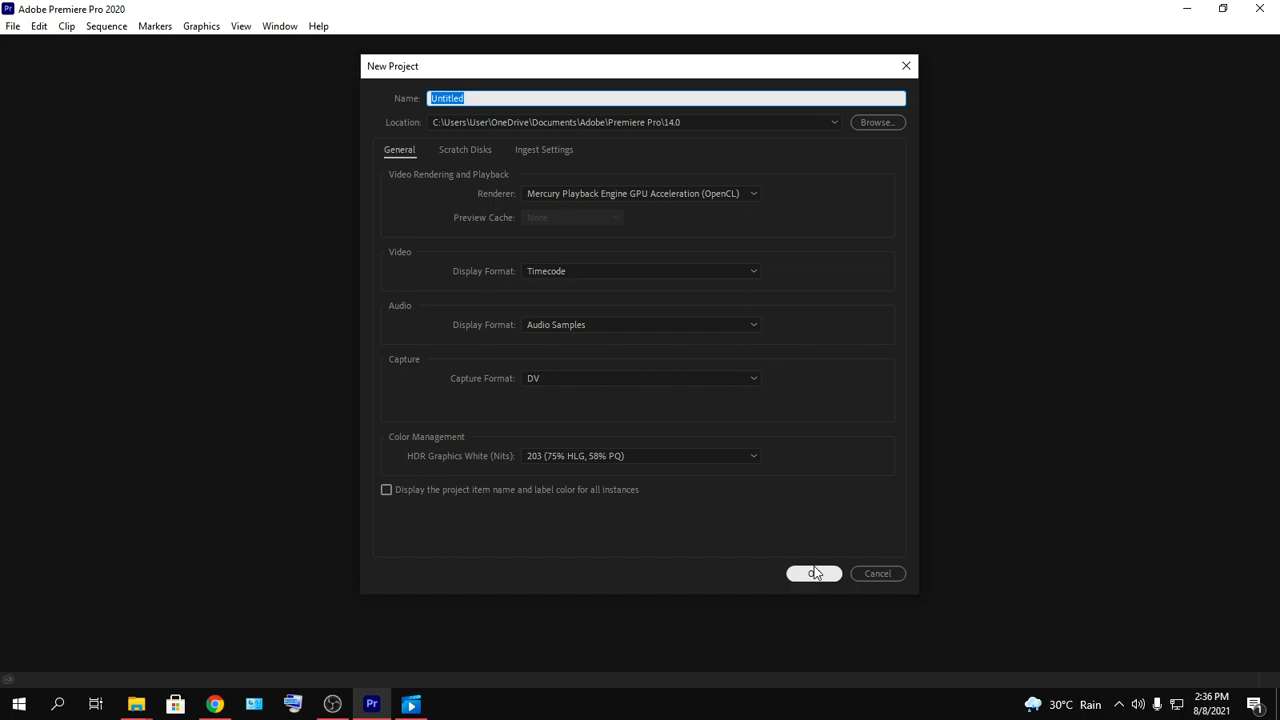 Pr Adobe Premiere Pro 2020
File Edit Clip Sequence Markers Graphics View Window Help
New Project
Name: Untitled
Location: C:\Users\User\OneDrive\Documents\Adobe\Premiere Pro\14.0 Browse...
General Scratch Disks Ingest Settings
Video Rendering and Playback
Renderer: Mercury Playback Engine GPU Acceleration (OpenCL)
Preview Cache: None
Video
Display Format: Timecode
Audio
Display Format: Audio Samples
Capture
Capture Format: DV
Color Management
HDR Graphics White (Nits): 203 (75% HLG, 58% PQ)
Display the project item name and label color for all instances
Cancel
Pr 30°C Rain 2:36 PM
8/8/2021
1